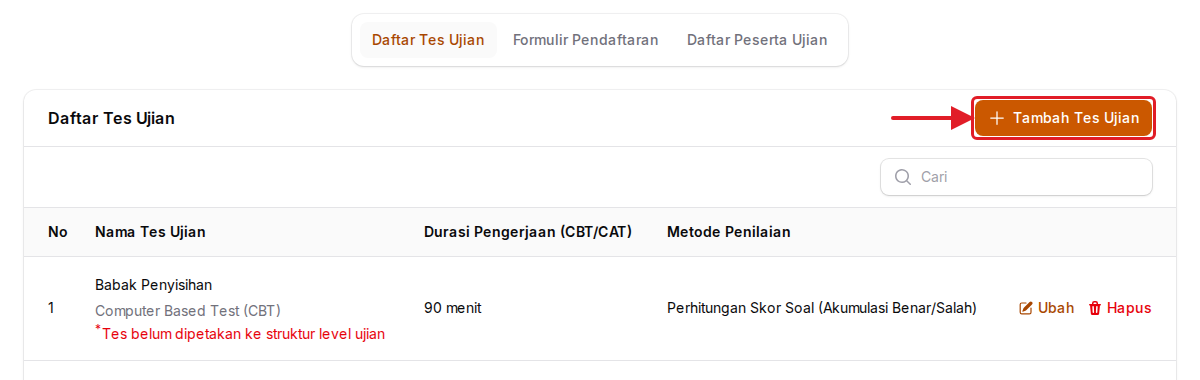 Daftar Tes Ujian Formulir Pendaftaran Daftar Peserta Ujian
Daftar Tes Ujian
+ Tambah Tes Ujian
Cari
No Nama Tes Ujian Durasi Pengerjaan (CBT/CAT) Metode Penilaian
Babak Penyisihan
1 Computer Based Test (CBT) 90 menit Perhitungan Skor Soal (Akumulasi Benar/Salah) Ubah Hapus
*Tes belum dipetakan ke struktur level ujian